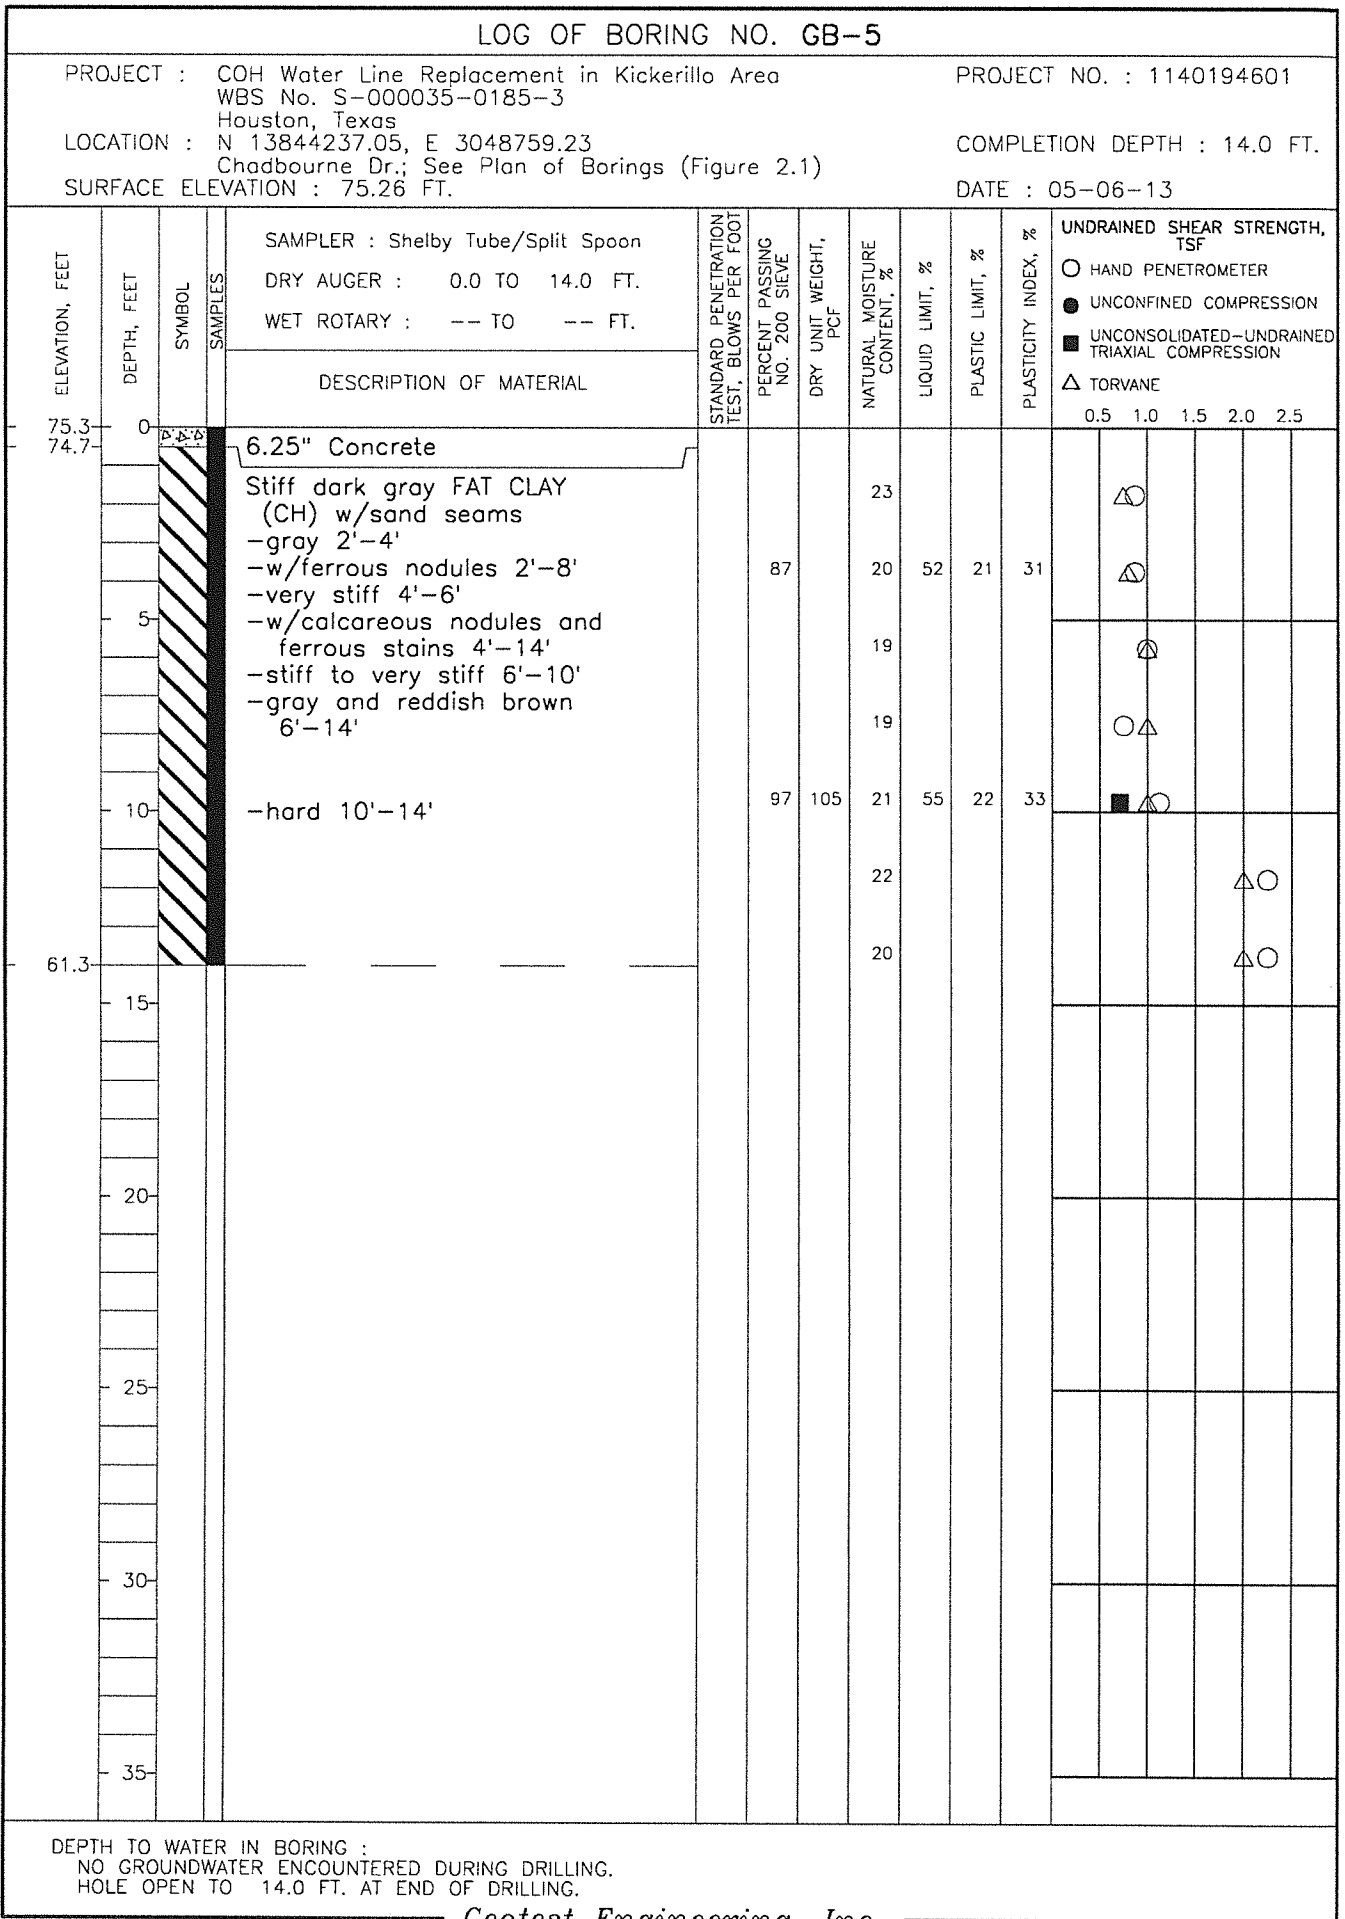 LOG OF BORING NO. GB-5
PROJECT : COH Water Line Replacement in Kickerillo Area
WBS No. S-000035-0185-3
Houston, Texas
PROJECT NO. : 1140194601
LOCATION : N 13844237.05, E 3048759.23
Chadbourne Dr.; See Plan of Borings (Figure 2.1)
COMPLETION DEPTH : 14.0 FT.
SURFACE ELEVATION : 75.26 FT.
DATE : 05-06-13
ELEVATION, FEET
DEPTH, FEET
SYMBOL
SAMPLES
SAMPLER : Shelby Tube/Split Spoon
DRY AUGER : 0.0 TO 14.0 FT.
WET ROTARY : -- TO -- FT.
DESCRIPTION OF MATERIAL
STANDARD PENETRATION
TEST, BLOWS PER FOOT
PERCENT PASSING
NO. 200 SIEVE
DRY UNIT WEIGHT,
PCF
NATURAL MOISTURE
CONTENT, %
LIQUID LIMIT, %
PLASTIC LIMIT, %
PLASTICITY INDEX, %
UNDRAINED SHEAR STRENGTH,
TSF
HAND PENETROMETER
UNCONFINED COMPRESSION
UNCONSOLIDATED-UNDRAINED
TRIAXIAL COMPRESSION
TORVANE
0.5 1.0 1.5 2.0 2.5
75.3 0
74.7
6.25" Concrete
Stiff dark gray FAT CLAY
(CH) w/sand seams
-gray 2'-4'
-w/ferrous nodules 2'-8'
-very stiff 4'-6'
-w/calcareous nodules and
ferrous stains 4'-14'
-stiff to very stiff 6'-10'
-gray and reddish brown
6'-14'
-hard 10'-14'
23
87 20 52 21 31
5
19
19
10
97 105 21 55 22 33
22
20
61.3
15
20
25
30
35
DEPTH TO WATER IN BORING :
NO GROUNDWATER ENCOUNTERED DURING DRILLING.
HOLE OPEN TO 14.0 FT. AT END OF DRILLING.
Geotest Engineering, Inc.